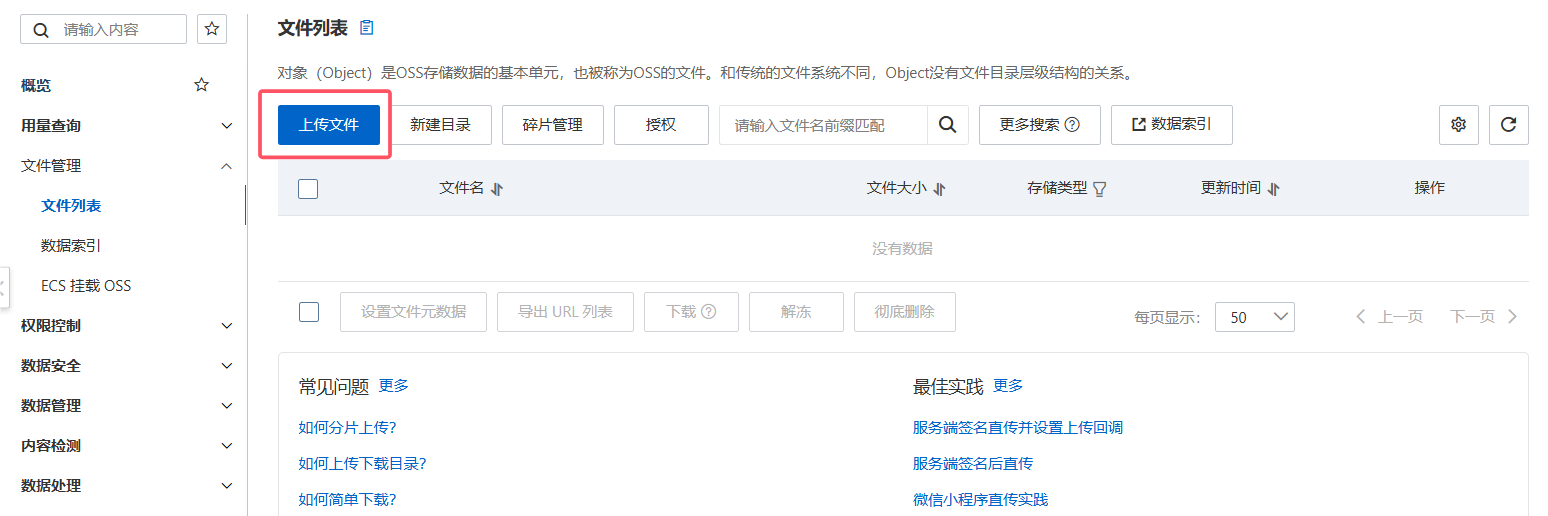 请输入内容
概览
用量查询
文件管理
文件列表
数据索引
ECS 挂载 OSS
权限控制
数据安全
数据管理
内容检测
数据处理
文件列表
对象（Object）是OSS存储数据的基本单元，也被称为OSS的文件。和传统的文件系统不同，Object没有文件目录层级结构的关系。
上传文件 新建目录 碎片管理 授权 请输入文件名前缀匹配 更多搜索 数据索引
文件名 文件大小 存储类型 更新时间 操作
没有数据
设置文件元数据 导出 URL 列表 下载 解冻 彻底删除 每页显示： 50 上一页 下一页
常见问题 更多
如何分片上传?
如何上传下载目录?
如何简单下载?
最佳实践 更多
服务端签名直传并设置上传回调
服务端签名后直传
微信小程序直传实践